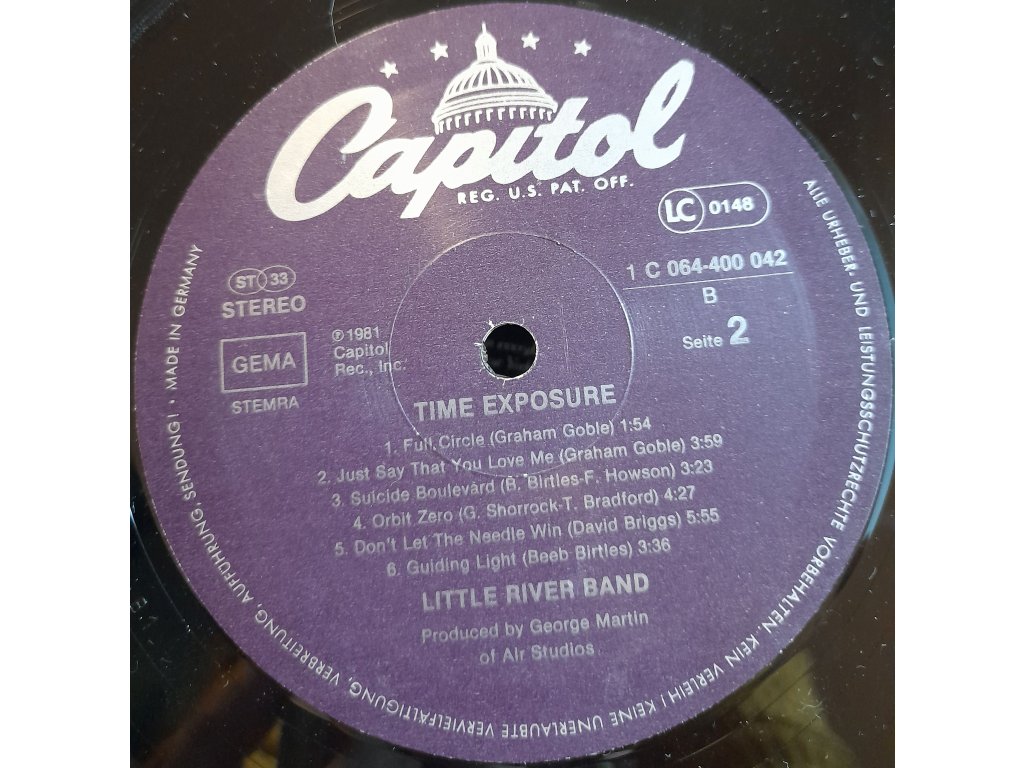 Capitol
REG. U.S. PAT. OFF.
LC 0148
1 C 064-400 042
B
Seite 2
ST 33
STEREO
GEMA
STEMRA
℗ 1981
Capitol
Rec., Inc.
TIME EXPOSURE
1. Full Circle (Graham Goble) 1:54
2. Just Say That You Love Me (Graham Goble) 3:59
3. Suicide Boulevard (B. Birtles-F. Howson) 3:23
4. Orbit Zero (G. Shorrock-T. Bradford) 4:27
5. Don't Let The Needle Win (David Briggs) 5:55
6. Guiding Light (Beeb Birtles) 3:36
LITTLE RIVER BAND
Produced by George Martin
of Air Studios
ALLE URHEBER- UND LEISTUNGSSCHUTZRECHTE VORBEHALTEN. KEIN VERLEIH! KEINE UNERLAUBTE VERVIELFÄLTIGUNG, VERBREITUNG, AUFFÜHRUNG, SENDUNG! • MADE IN GERMANY